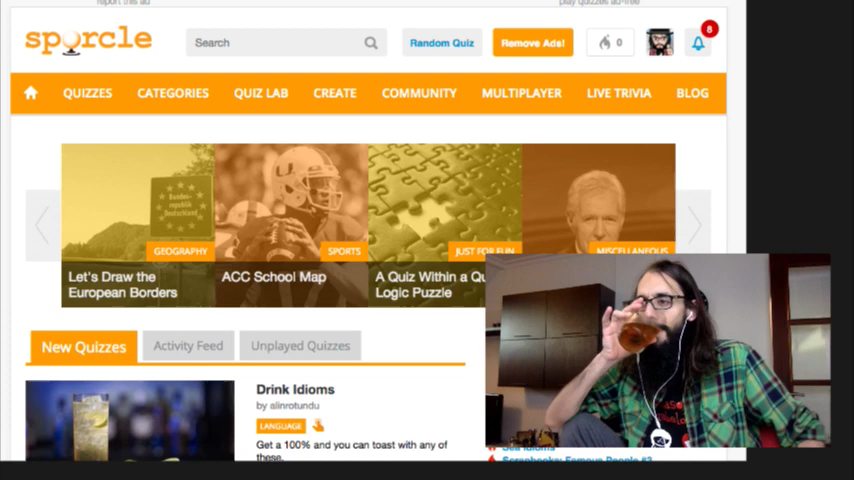 report this ad
play quizzes ad-free
sporcle
Search
Random Quiz
Remove Ads!
0
8
QUIZZES
CATEGORIES
QUIZ LAB
CREATE
COMMUNITY
MULTIPLAYER
LIVE TRIVIA
BLOG
Bundes-
republik
Deutschland
GEOGRAPHY
SPORTS
JUST FOR FUN
MISCELLANEOUS
Let's Draw the
European Borders
ACC School Map
A Quiz Within a Qu
Logic Puzzle
New Quizzes
Activity Feed
Unplayed Quizzes
Drink Idioms
by alinrotundu
LANGUAGE
Get a 100% and you can toast with any of
these.
Idioms
Scrapbooks: Famous People #3